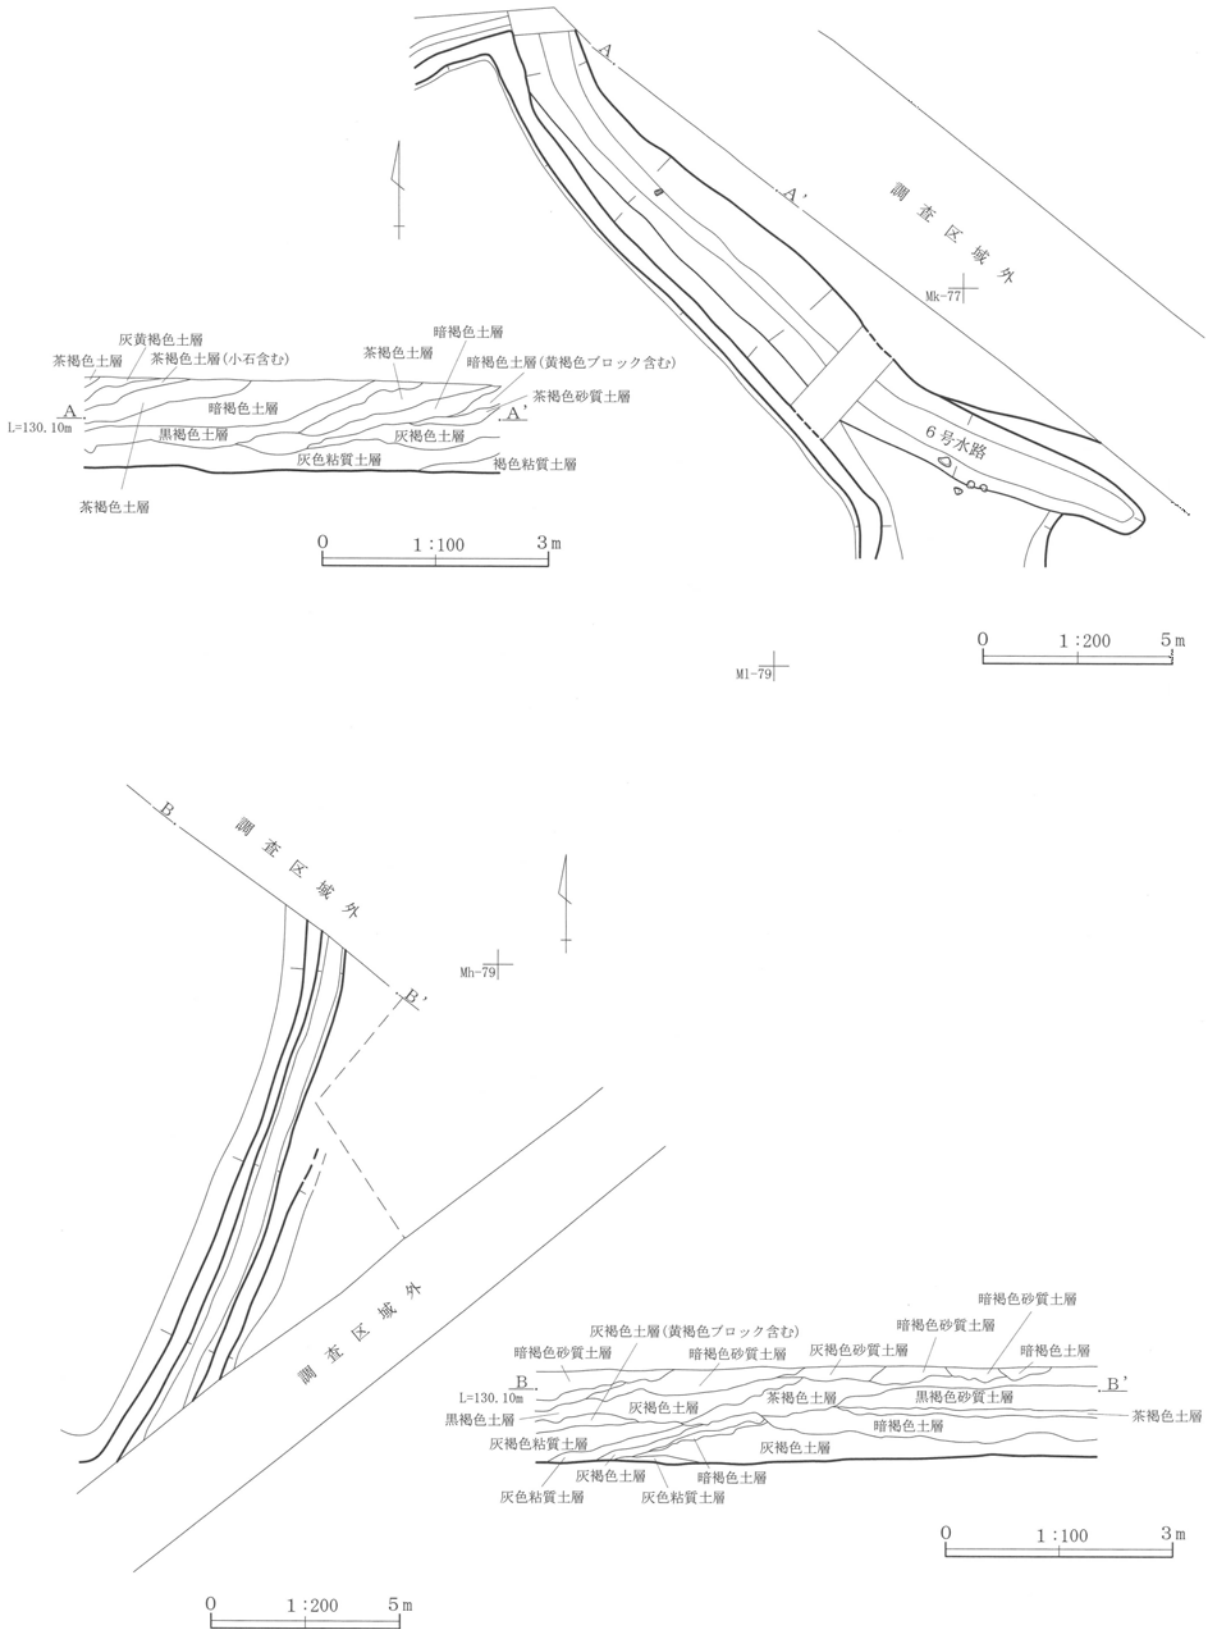 A
A'
調査区域外
Mk-77
6号水路
灰黄褐色土層
茶褐色土層
茶褐色土層(小石含む)
茶褐色土層
暗褐色土層
暗褐色土層(黄褐色ブロック含む)
茶褐色砂質土層
A
A'
L=130.10m
暗褐色土層
黒褐色土層
灰褐色土層
灰色粘質土層
褐色粘質土層
茶褐色土層
0 1:100 3m
0 1:200 5m
Ml-79
B
調査区域外
Mh-79
B'
調査区域外
暗褐色砂質土層
灰褐色土層(黄褐色ブロック含む)
暗褐色砂質土層
暗褐色砂質土層
灰褐色砂質土層
暗褐色砂質土層
暗褐色土層
B
B'
L=130.10m
灰褐色土層
茶褐色土層
黒褐色砂質土層
黒褐色土層
茶褐色土層
暗褐色土層
灰褐色粘質土層
灰褐色土層
灰褐色土層
暗褐色土層
灰色粘質土層
灰色粘質土層
0 1:100 3m
0 1:200 5m